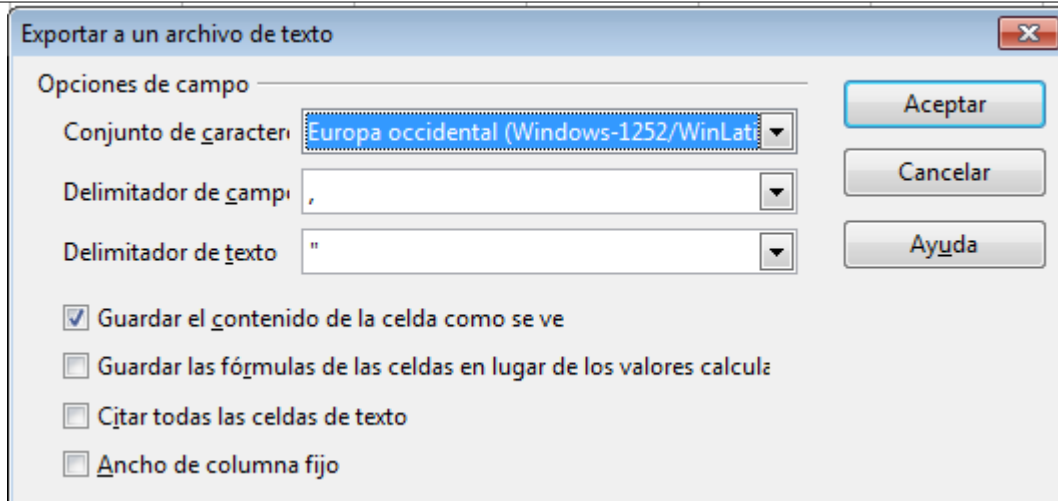 Exportar a un archivo de texto
Opciones de campo
Conjunto de caractere
Europa occidental (Windows-1252/WinLati
Delimitador de campo
,
Delimitador de texto
"
Guardar el contenido de la celda como se ve
Guardar las fórmulas de las celdas en lugar de los valores calcula
Citar todas las celdas de texto
Ancho de columna fijo
Aceptar
Cancelar
Ayuda